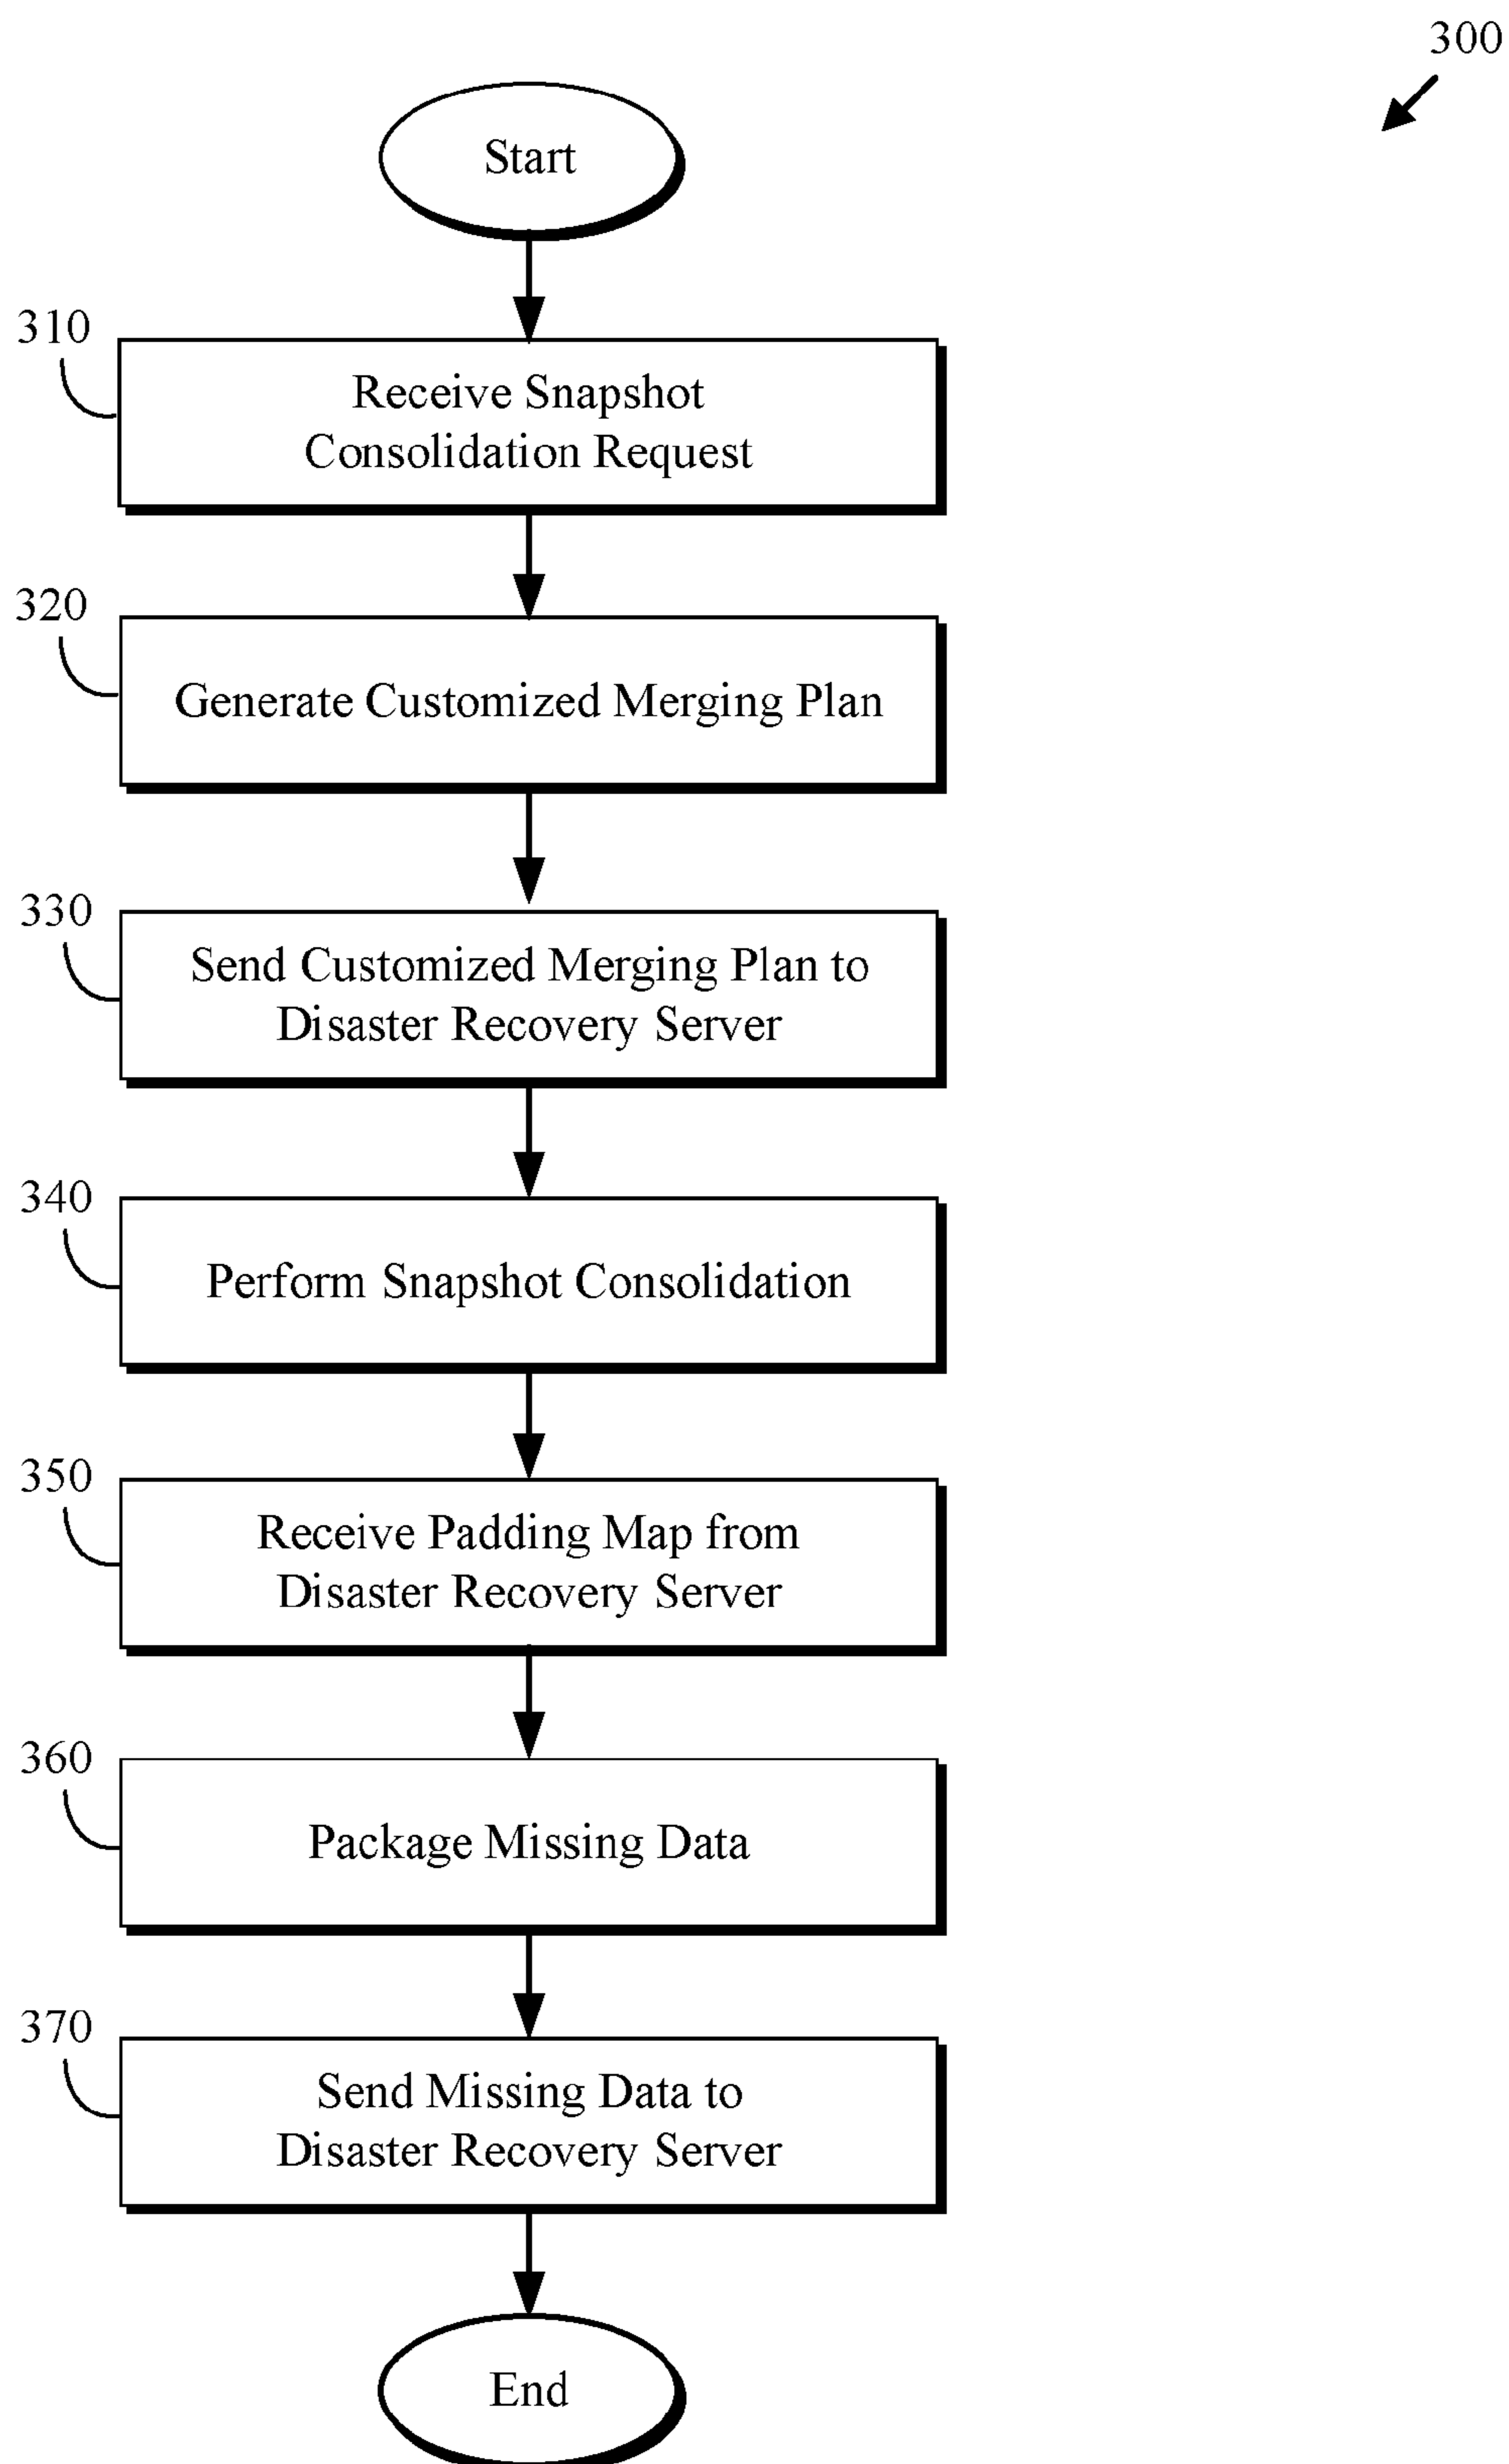 300
Start
310
Receive Snapshot
Consolidation Request
320
Generate Customized Merging Plan
330
Send Customized Merging Plan to
Disaster Recovery Server
340
Perform Snapshot Consolidation
350
Receive Padding Map from
Disaster Recovery Server
360
Package Missing Data
370
Send Missing Data to
Disaster Recovery Server
End